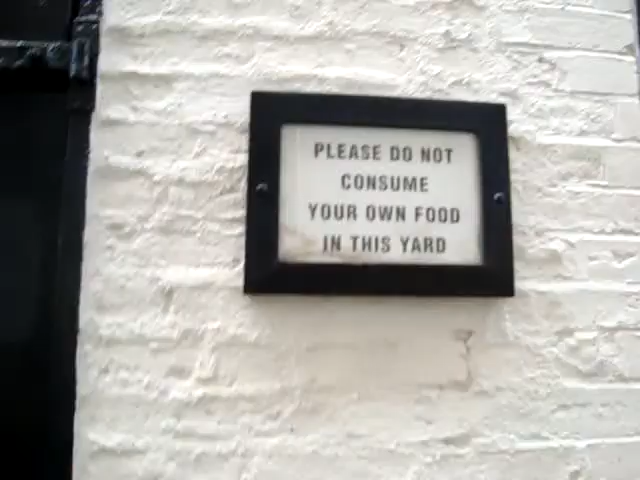 PLEASE DO NOT
CONSUME
YOUR OWN FOOD
IN THIS YARD